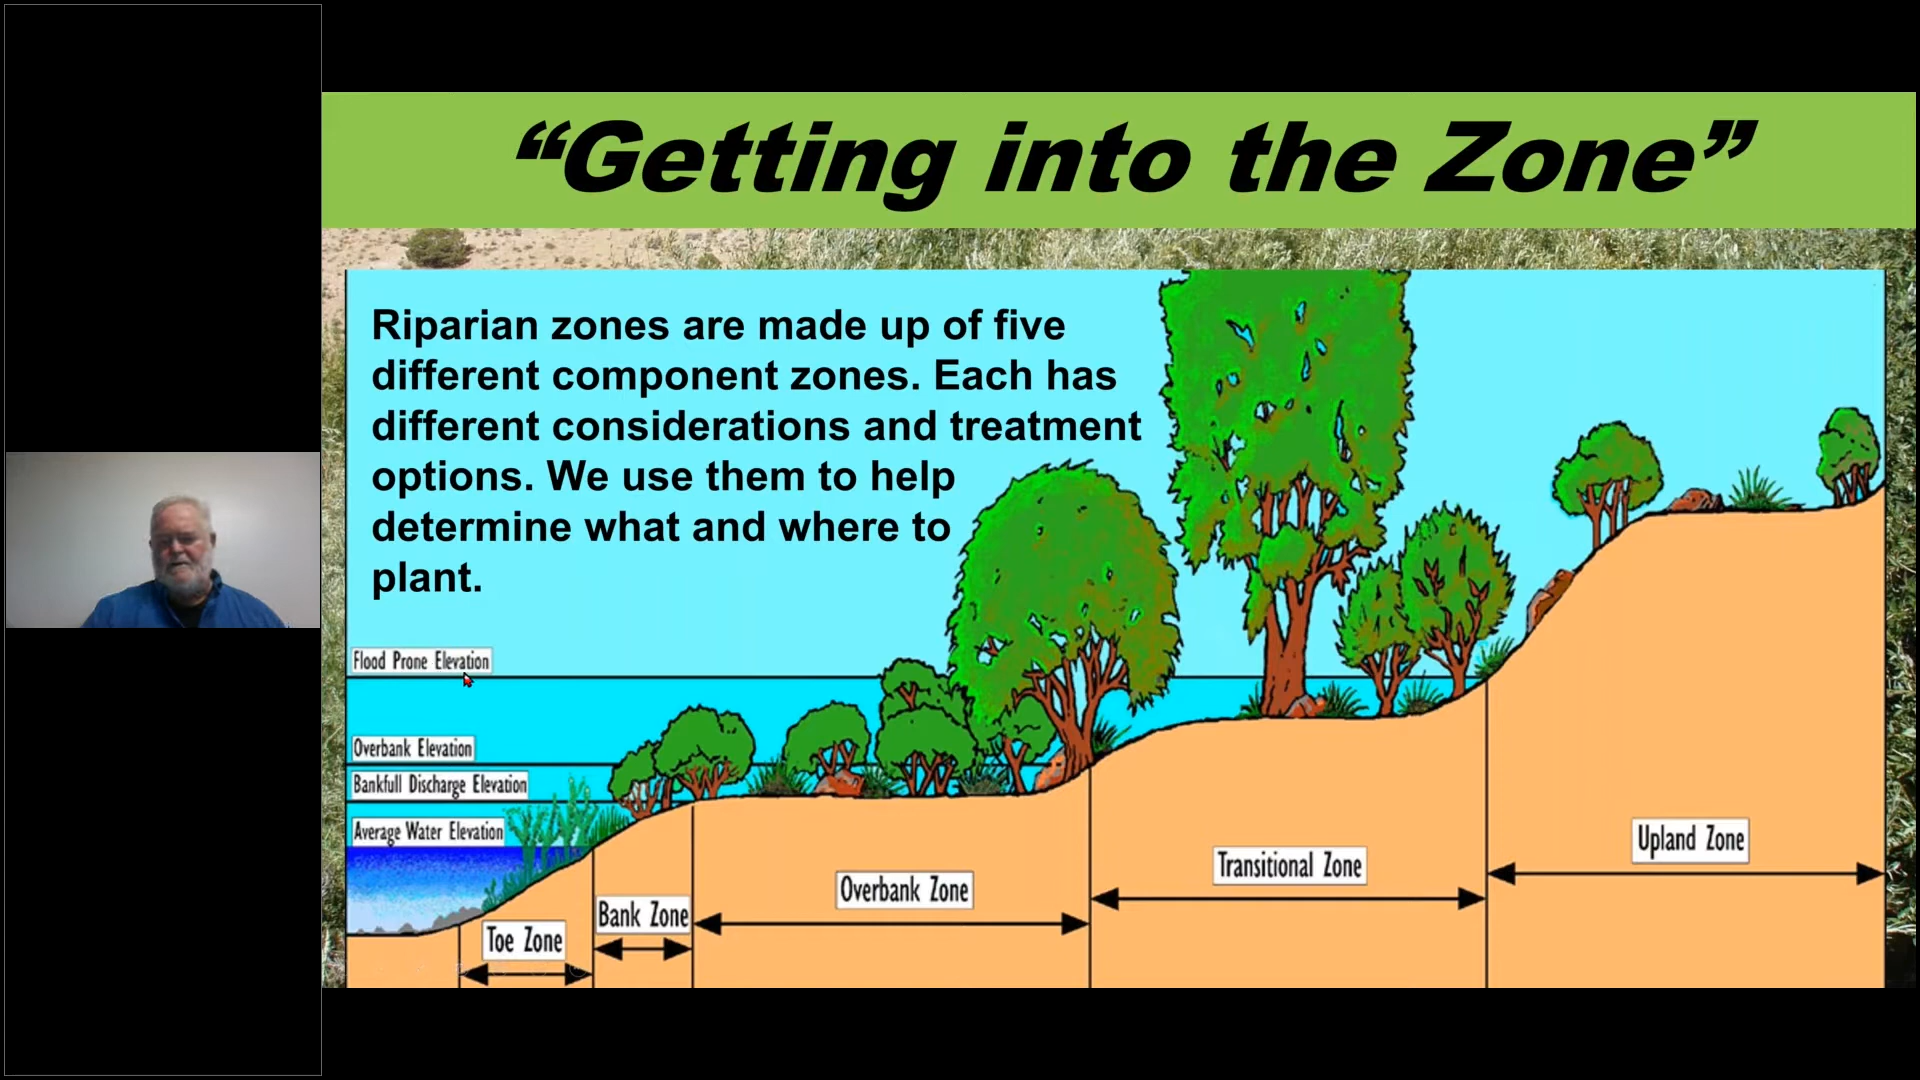 “Getting into the Zone”
Riparian zones are made up of five
different component zones. Each has
different considerations and treatment
options. We use them to help
determine what and where to
plant.
Flood Prone Elevation
Overbank Elevation
Bankfull Discharge Elevation
Average Water Elevation
Toe Zone
Bank Zone
Overbank Zone
Transitional Zone
Upland Zone